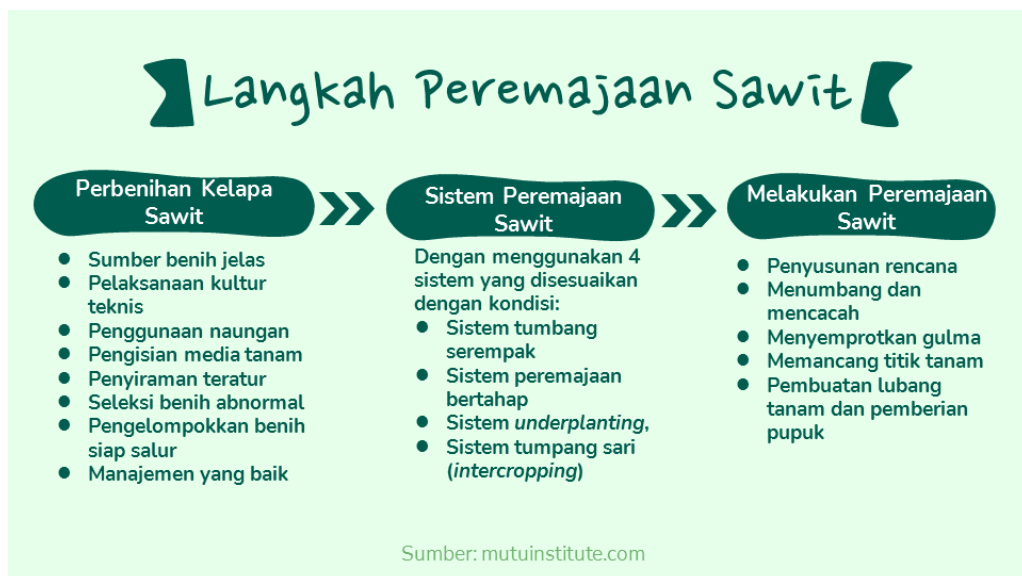 Langkah Peremajaan Sawit
Perbenihan Kelapa
Sawit
● Sumber benih jelas
● Pelaksanaan kultur
teknis
● Penggunaan naungan
● Pengisian media tanam
● Penyiraman teratur
● Seleksi benih abnormal
● Pengelompokkan benih
siap salur
● Manajemen yang baik
Sistem Peremajaan
Sawit
Dengan menggunakan 4
sistem yang disesuaikan
dengan kondisi:
● Sistem tumbang
serempak
● Sistem peremajaan
bertahap
● Sistem underplanting,
● Sistem tumpang sari
(intercropping)
Melakukan Peremajaan
Sawit
● Penyusunan rencana
● Menumbang dan
mencacah
● Menyemprotkan gulma
● Memancang titik tanam
● Pembuatan lubang
tanam dan pemberian
pupuk
Sumber: mutuinstitute.com